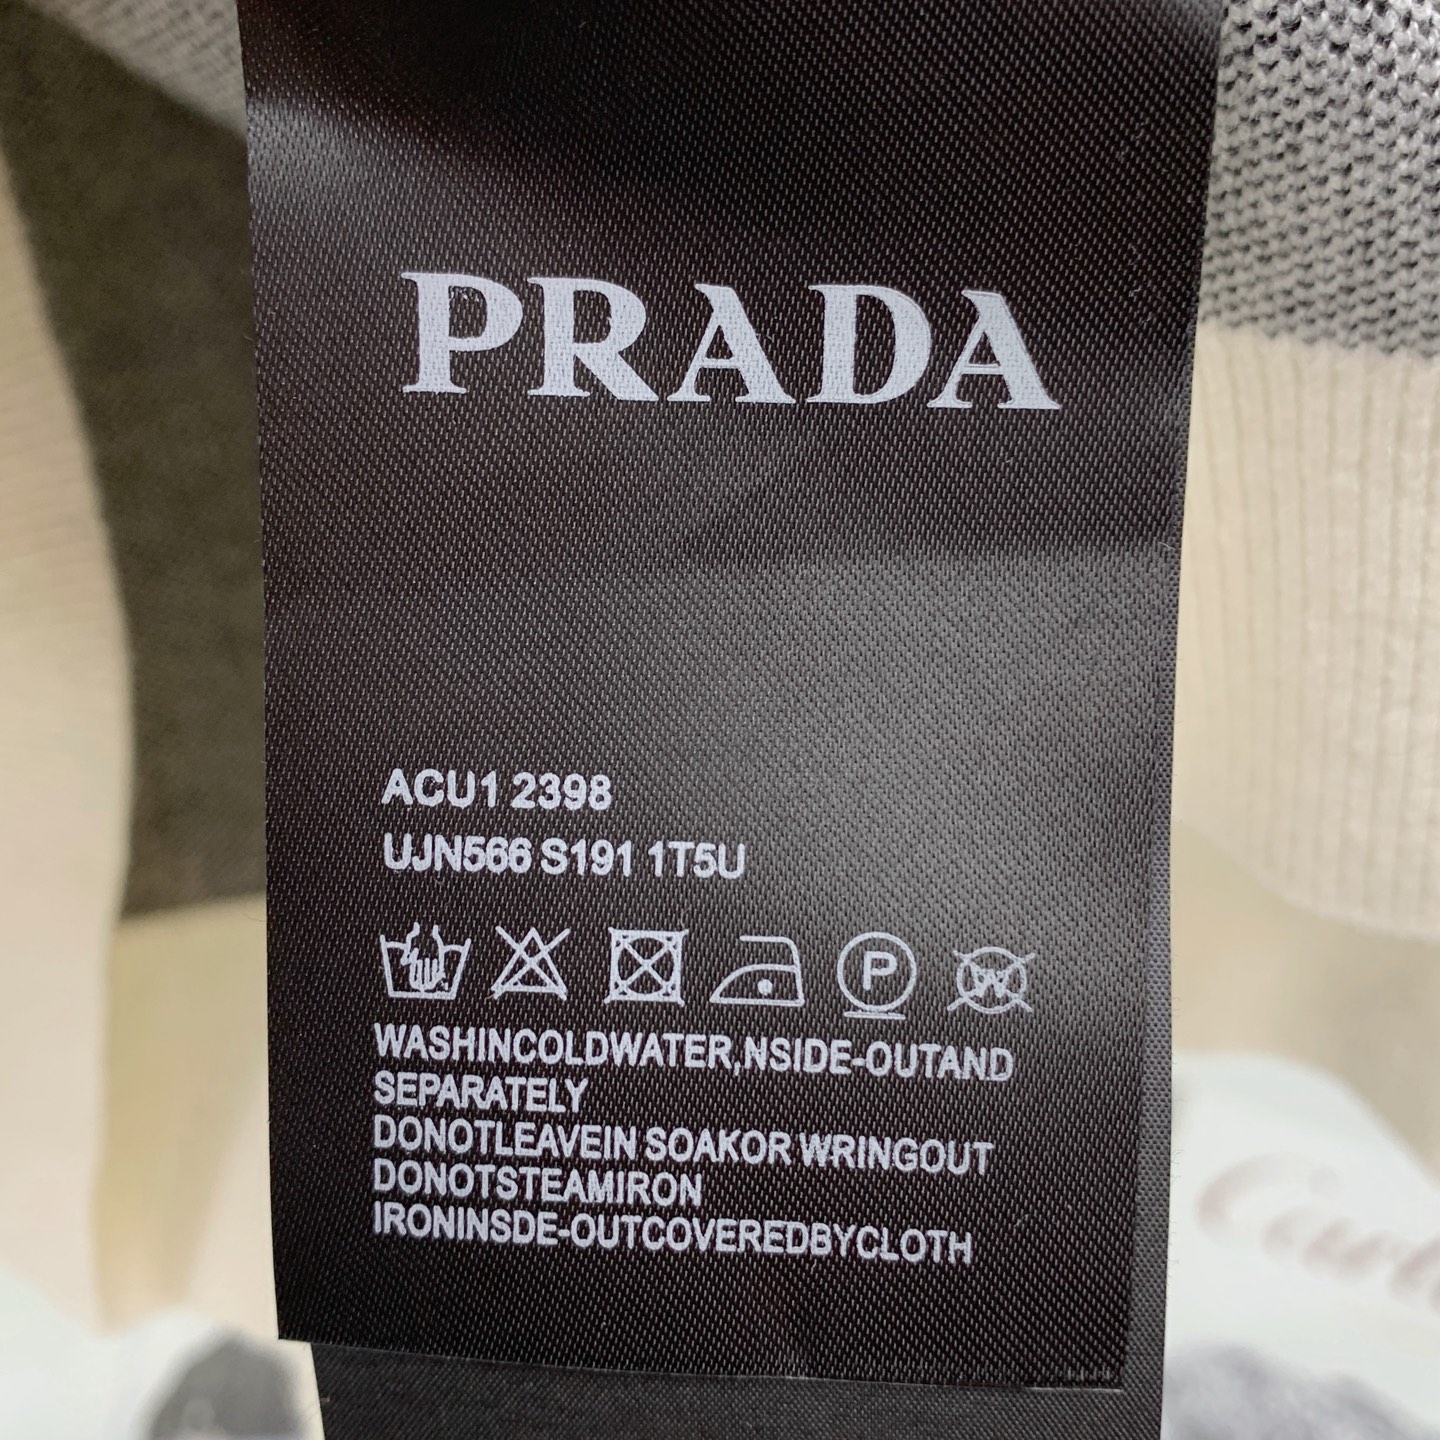 PRADA
ACU1 2398
UJN566 S191 1T5U
P
W
WASHINCOLDWATER,NSIDE-OUTAND
SEPARATELY
DONOTLEAVEIN SOAKOR WRINGOUT
DONOTSTEAMIRON
IRONINSDE-OUTCOVEREDBYCLOTH